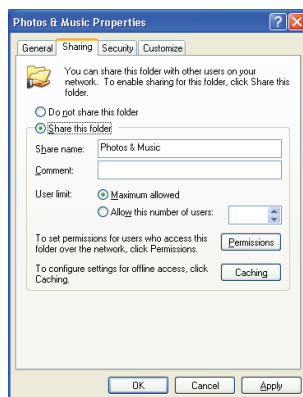 Photos & Music Properties
General Sharing Security Customize
You can share this folder with other users on your
network. To enable sharing for this folder, click Share this
folder.
Do not share this folder
Share this folder
Share name: Photos & Music
Comment:
User limit: Maximum allowed
Allow this number of users:
To set permissions for users who access this
folder over the network, click Permissions.
Permissions
To configure settings for offline access, click
Caching.
Caching
OK Cancel Apply